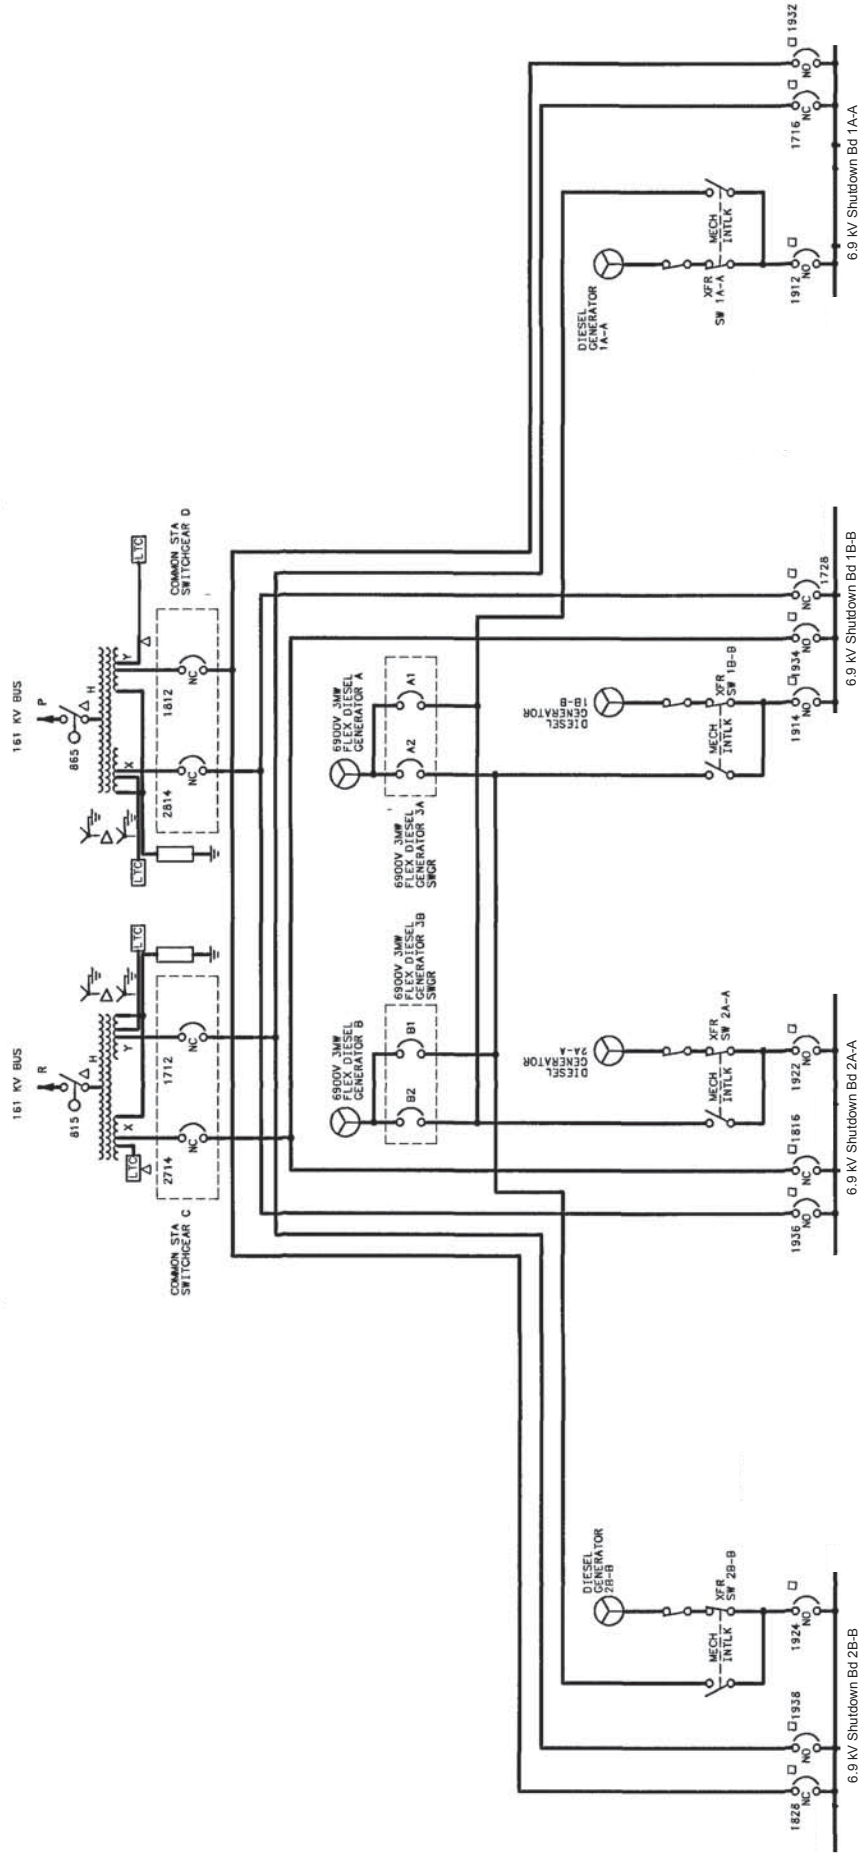 161 KV BUS
R
815
H
X
Y
LTC
LTC
161 KV BUS
P
865
H
X
Y
LTC
LTC
COMMON STA
SWITCHGEAR C
2714
NC
1712
NC
2814
NC
1812
NC
COMMON STA
SWITCHGEAR D
6900V 3MW
FLEX DIESEL
GENERATOR B
6900V 3MW
FLEX DIESEL
GENERATOR 3B
SWGR
B2
B1
6900V 3MW
FLEX DIESEL
GENERATOR A
6900V 3MW
FLEX DIESEL
GENERATOR 3A
SWGR
A2
A1
DIESEL
GENERATOR
2B-B
MECH
INTLK
XFR
SW 2B-B
1828
NC
1938
NO
1924
NO
6.9 kV Shutdown Bd 2B-B
DIESEL
GENERATOR
2A-A
MECH
INTLK
XFR
SW 2A-A
1936
NO
1816
NC
1922
NO
6.9 kV Shutdown Bd 2A-A
DIESEL
GENERATOR
1B-B
MECH
INTLK
XFR
SW 1B-B
1914
NO
1934
NO
1728
NC
6.9 kV Shutdown Bd 1B-B
DIESEL
GENERATOR
1A-A
XFR
SW 1A-A
MECH
INTLK
1912
NO
1716
NC
1932
NO
6.9 kV Shutdown Bd 1A-A